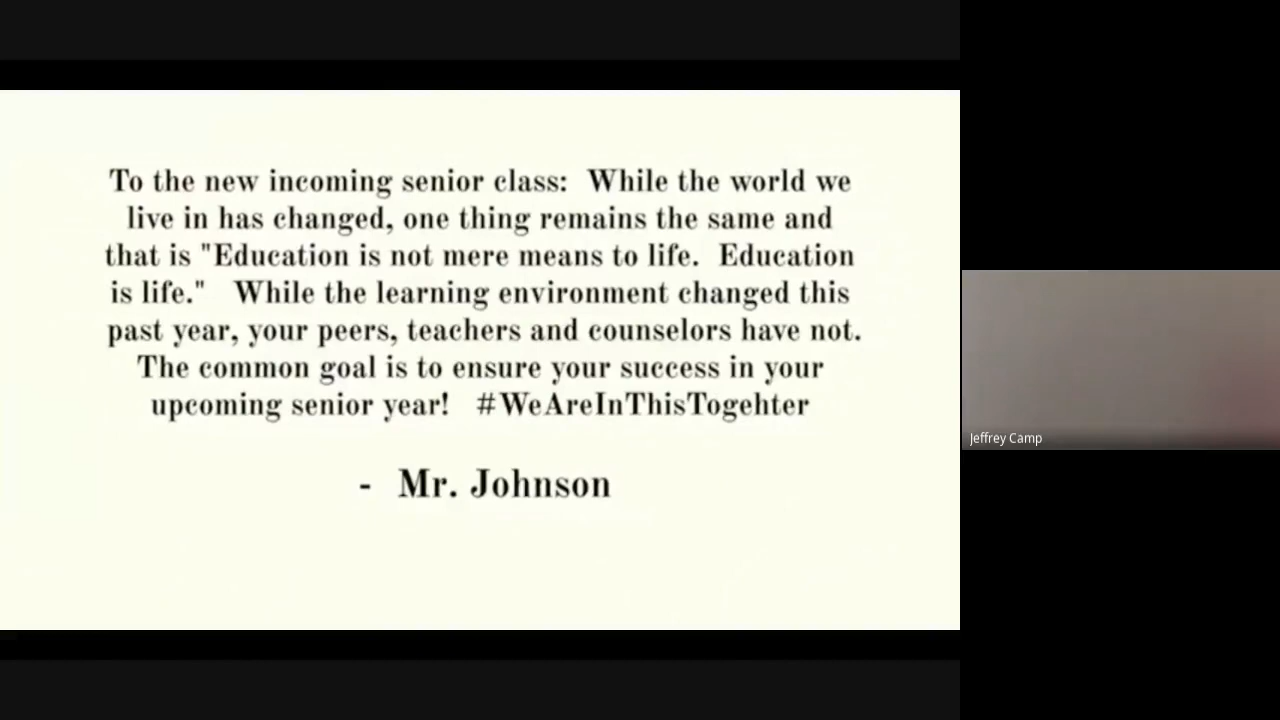 To the new incoming senior class:  While the world we
live in has changed, one thing remains the same and
that is "Education is not mere means to life.  Education
is life."   While the learning environment changed this
past year, your peers, teachers and counselors have not.
The common goal is to ensure your success in your
upcoming senior year!   #WeAreInThisTogehter
-  Mr. Johnson
Jeffrey Camp